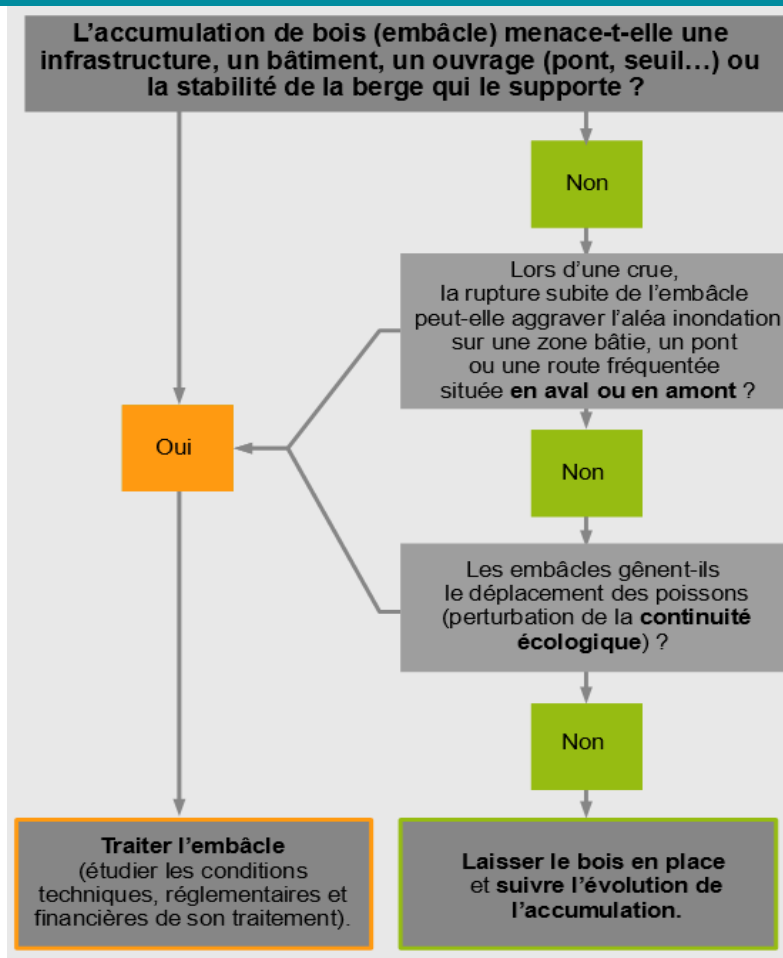 L'accumulation de bois (embâcle) menace-t-elle une
infrastructure, un bâtiment, un ouvrage (pont, seuil...) ou
la stabilité de la berge qui le supporte ?
Non
Lors d'une crue,
la rupture subite de l'embâcle
peut-elle aggraver l'aléa inondation
sur une zone bâtie, un pont
ou une route fréquentée
située en aval ou en amont ?
Oui
Non
Les embâcles gênent-ils
le déplacement des poissons
(perturbation de la continuité
écologique) ?
Non
Traiter l'embâcle
(étudier les conditions
techniques, réglementaires et
financières de son traitement).
Laisser le bois en place
et suivre l'évolution de
l'accumulation.